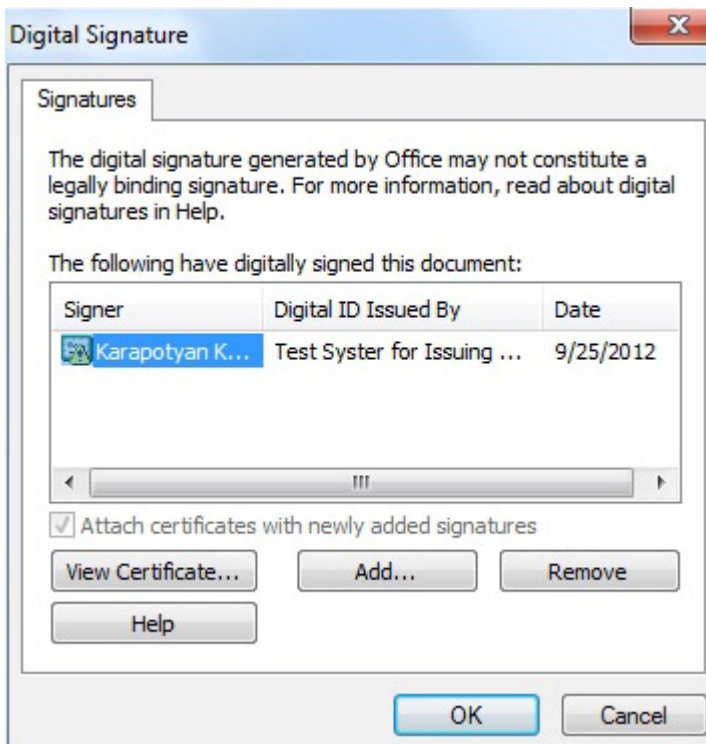 Digital Signature
X
Signatures
The digital signature generated by Office may not constitute a
legally binding signature. For more information, read about digital
signatures in Help.
The following have digitally signed this document:
Signer Digital ID Issued By Date
Karapotyan K... Test Syster for Issuing ... 9/25/2012
Attach certificates with newly added signatures
View Certificate... Add... Remove
Help
OK Cancel